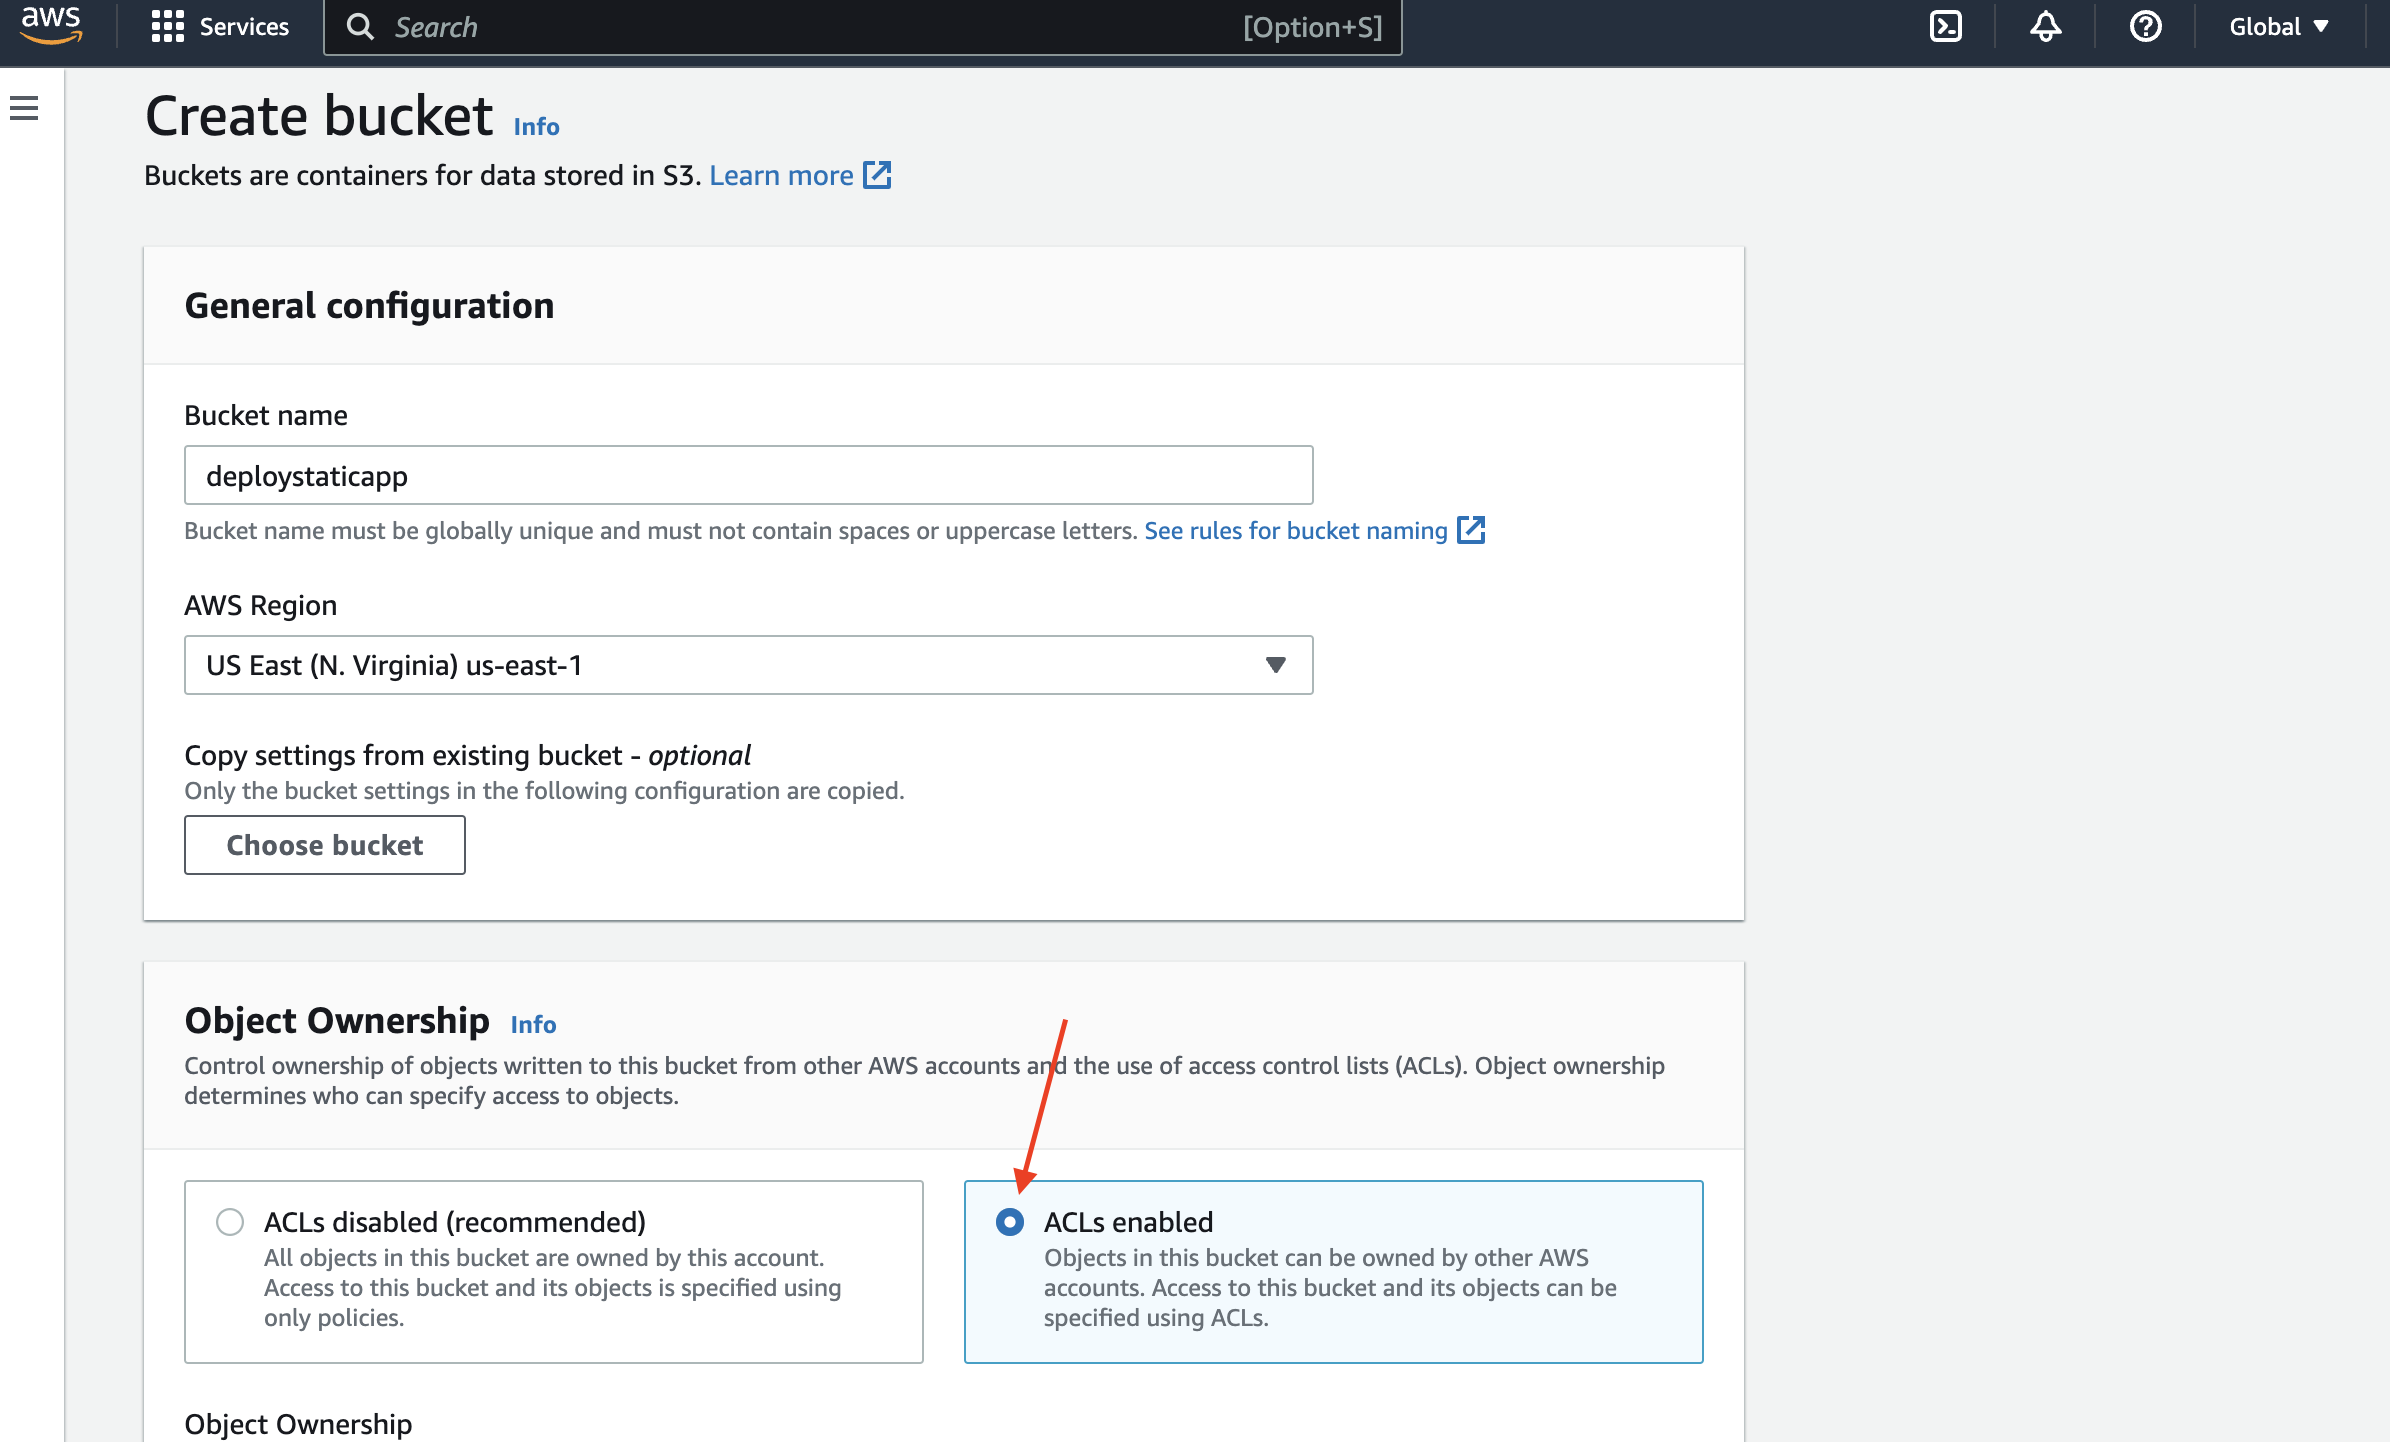 aws
Services
Search
[Option+S]
Global
Create bucket Info
Buckets are containers for data stored in S3. Learn more
General configuration
Bucket name
deploystaticapp
Bucket name must be globally unique and must not contain spaces or uppercase letters. See rules for bucket naming
AWS Region
US East (N. Virginia) us-east-1
Copy settings from existing bucket - optional
Only the bucket settings in the following configuration are copied.
Choose bucket
Object Ownership Info
Control ownership of objects written to this bucket from other AWS accounts and the use of access control lists (ACLs). Object ownership
determines who can specify access to objects.
ACLs disabled (recommended)
All objects in this bucket are owned by this account.
Access to this bucket and its objects is specified using
only policies.
ACLs enabled
Objects in this bucket can be owned by other AWS
accounts. Access to this bucket and its objects can be
specified using ACLs.
Object Ownership